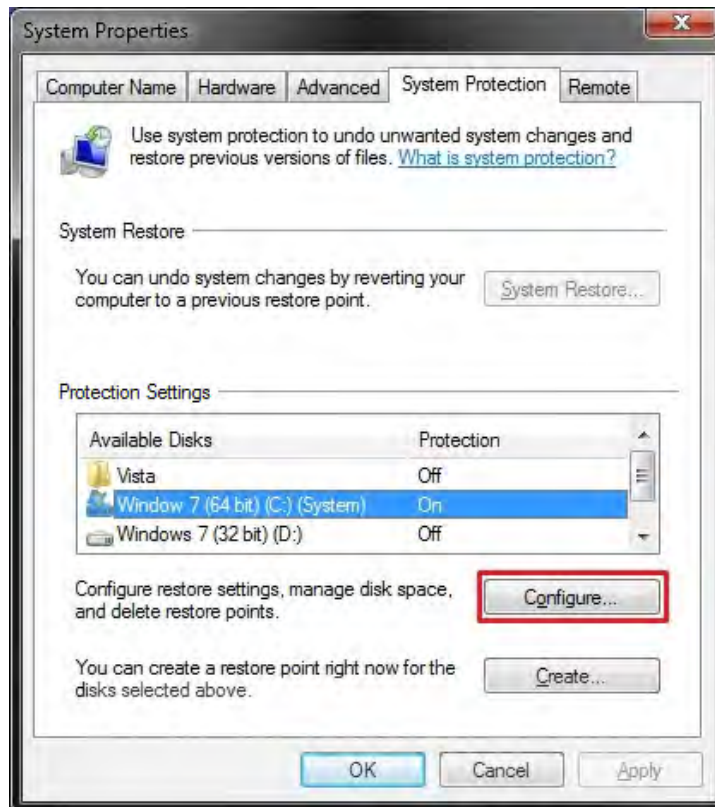 System Properties
Computer Name Hardware Advanced System Protection Remote
Use system protection to undo unwanted system changes and
restore previous versions of files. What is system protection?
System Restore
You can undo system changes by reverting your
computer to a previous restore point.
System Restore...
Protection Settings
Available Disks Protection
Vista Off
Window 7 (64 bit) (C:) (System) On
Windows 7 (32 bit) (D:) Off
Configure restore settings, manage disk space,
and delete restore points.
Configure...
You can create a restore point right now for the
disks selected above.
Create...
OK Cancel Apply